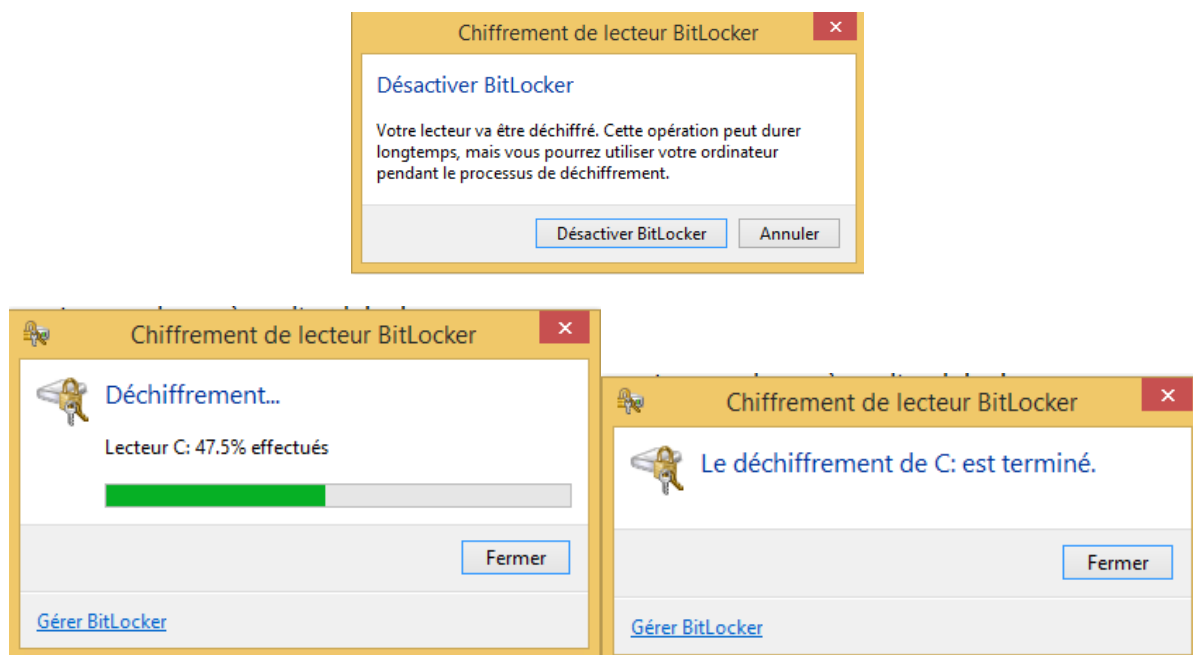 Chiffrement de lecteur BitLocker
Désactiver BitLocker
Votre lecteur va être déchiffré. Cette opération peut durer
longtemps, mais vous pourrez utiliser votre ordinateur
pendant le processus de déchiffrement.
Désactiver BitLocker Annuler
Chiffrement de lecteur BitLocker
Déchiffrement...
Lecteur C: 47.5% effectués
Fermer
Gérer BitLocker
Chiffrement de lecteur BitLocker
Le déchiffrement de C: est terminé.
Fermer
Gérer BitLocker